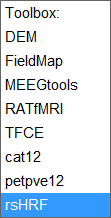 Toolbox:
DEM
FieldMap
MEEGtools
RATfMRI
TFCE
cat12
petpve12
rsHRF